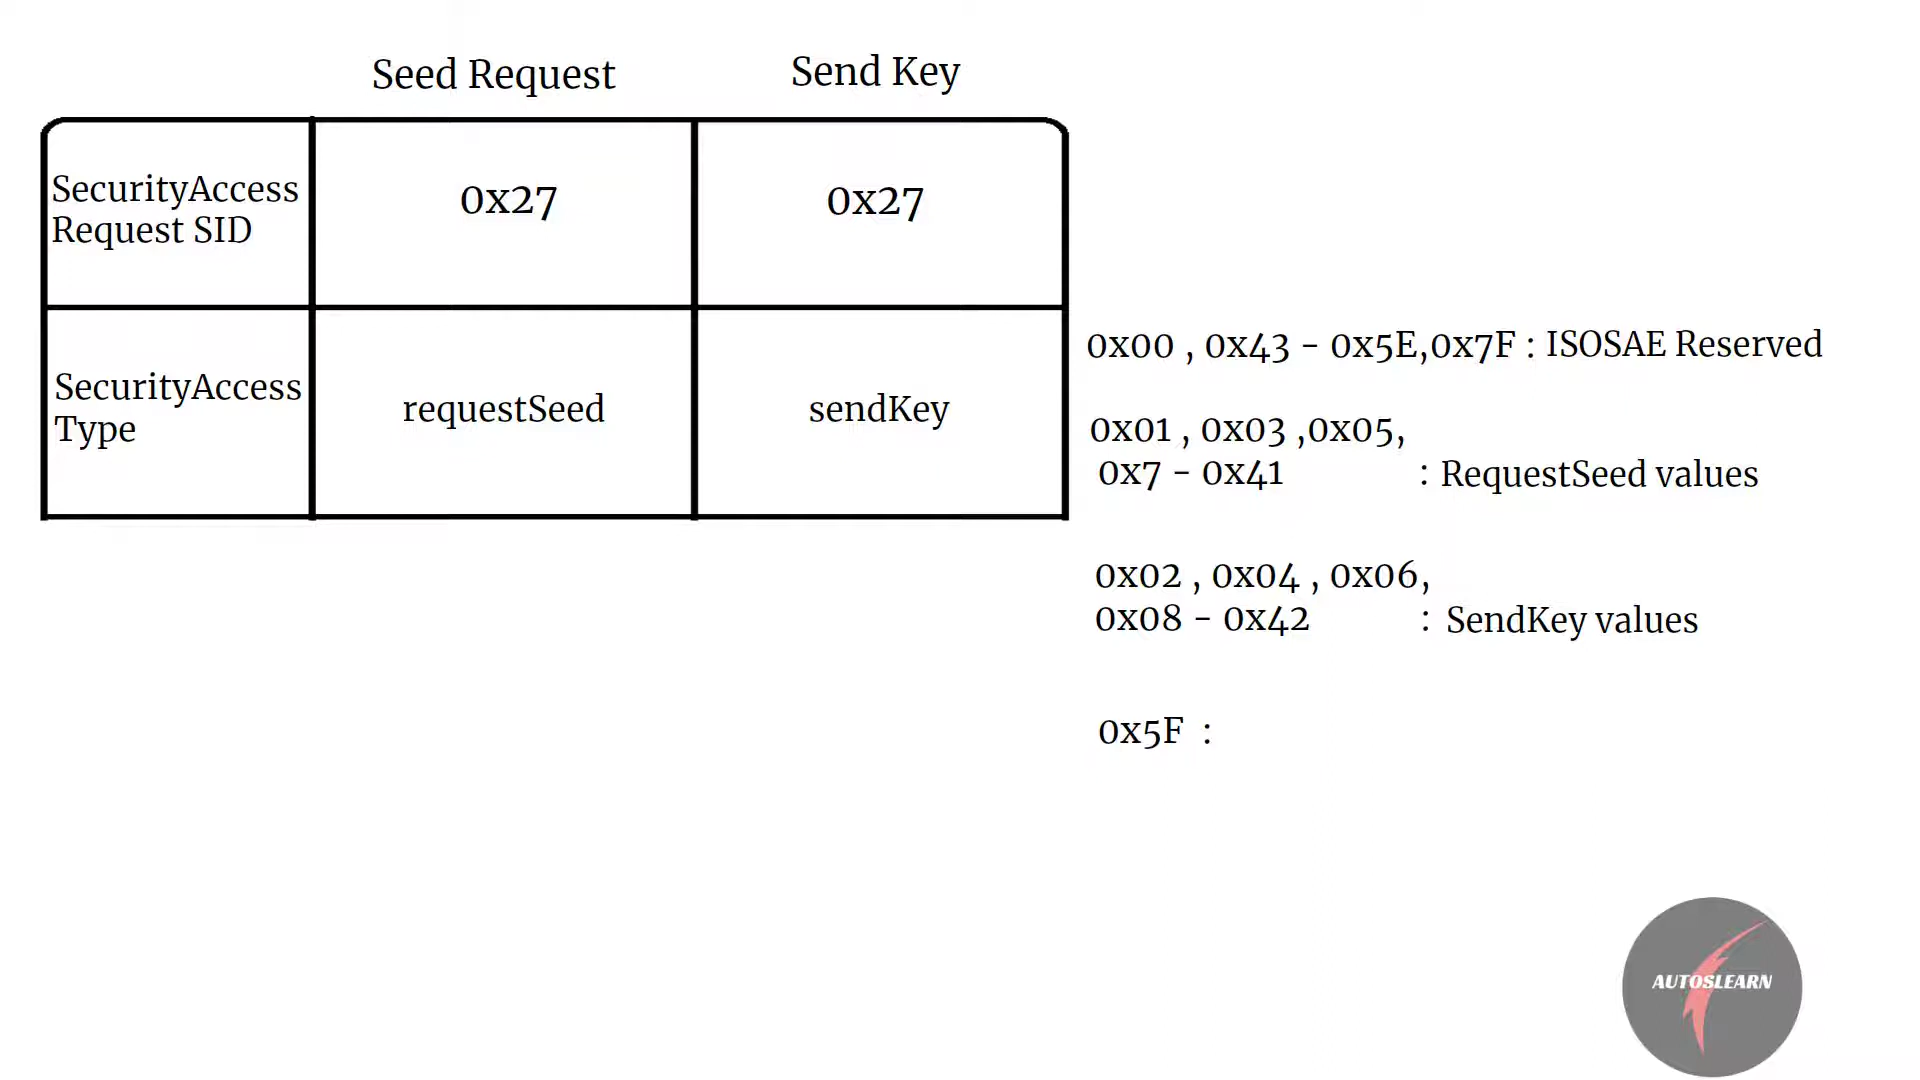 Seed Request
Send Key
SecurityAccess
Request SID
0x27
0x27
SecurityAccess
Type
requestSeed
sendKey
0x00 , 0x43 - 0x5E,0x7F : ISOSAE Reserved
0x01 , 0x03 ,0x05,
0x7 - 0x41 : RequestSeed values
0x02 , 0x04 , 0x06,
0x08 - 0x42 : SendKey values
0x5F :
AUTOSLEARN